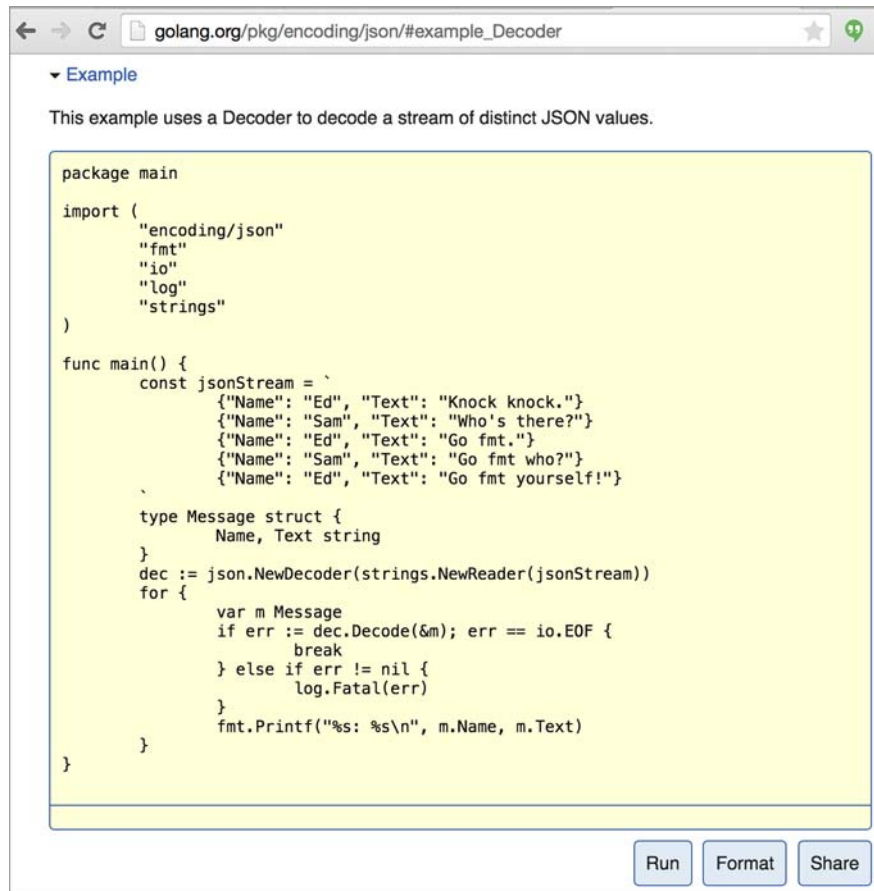 golang.org/pkg/encoding/json/#example_Decoder
Example
This example uses a Decoder to decode a stream of distinct JSON values.
package main
import (
        "encoding/json"
        "fmt"
        "io"
        "log"
        "strings"
)
func main() {
        const jsonStream = `
                {"Name": "Ed", "Text": "Knock knock."}
                {"Name": "Sam", "Text": "Who's there?"}
                {"Name": "Ed", "Text": "Go fmt."}
                {"Name": "Sam", "Text": "Go fmt who?"}
                {"Name": "Ed", "Text": "Go fmt yourself!"}
        `
        type Message struct {
                Name, Text string
        }
        dec := json.NewDecoder(strings.NewReader(jsonStream))
        for {
                var m Message
                if err := dec.Decode(&m); err == io.EOF {
                        break
                } else if err != nil {
                        log.Fatal(err)
                }
                fmt.Printf("%s: %s\n", m.Name, m.Text)
        }
}
Run Format Share